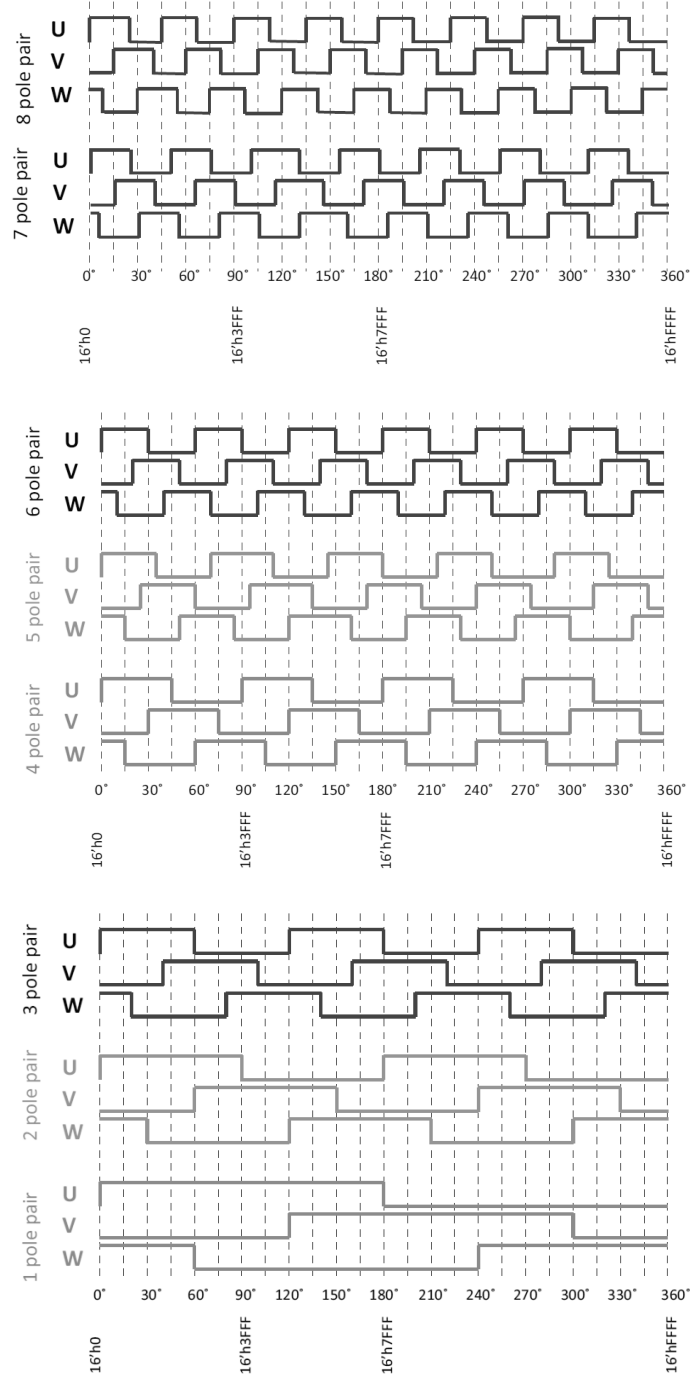 8 pole pair
U
V
W
7 pole pair
U
V
W
0˚ 30˚ 60˚ 90˚ 120˚ 150˚ 180˚ 210˚ 240˚ 270˚ 300˚ 330˚ 360˚
16'h0 16'h3FFF 16'h7FFF 16'hFFFF
6 pole pair
U
V
W
5 pole pair
U
V
W
4 pole pair
U
V
W
0˚ 30˚ 60˚ 90˚ 120˚ 150˚ 180˚ 210˚ 240˚ 270˚ 300˚ 330˚ 360˚
16'h0 16'h3FFF 16'h7FFF 16'hFFFF
3 pole pair
U
V
W
2 pole pair
U
V
W
1 pole pair
U
V
W
0˚ 30˚ 60˚ 90˚ 120˚ 150˚ 180˚ 210˚ 240˚ 270˚ 300˚ 330˚ 360˚
16'h0 16'h3FFF 16'h7FFF 16'hFFFF